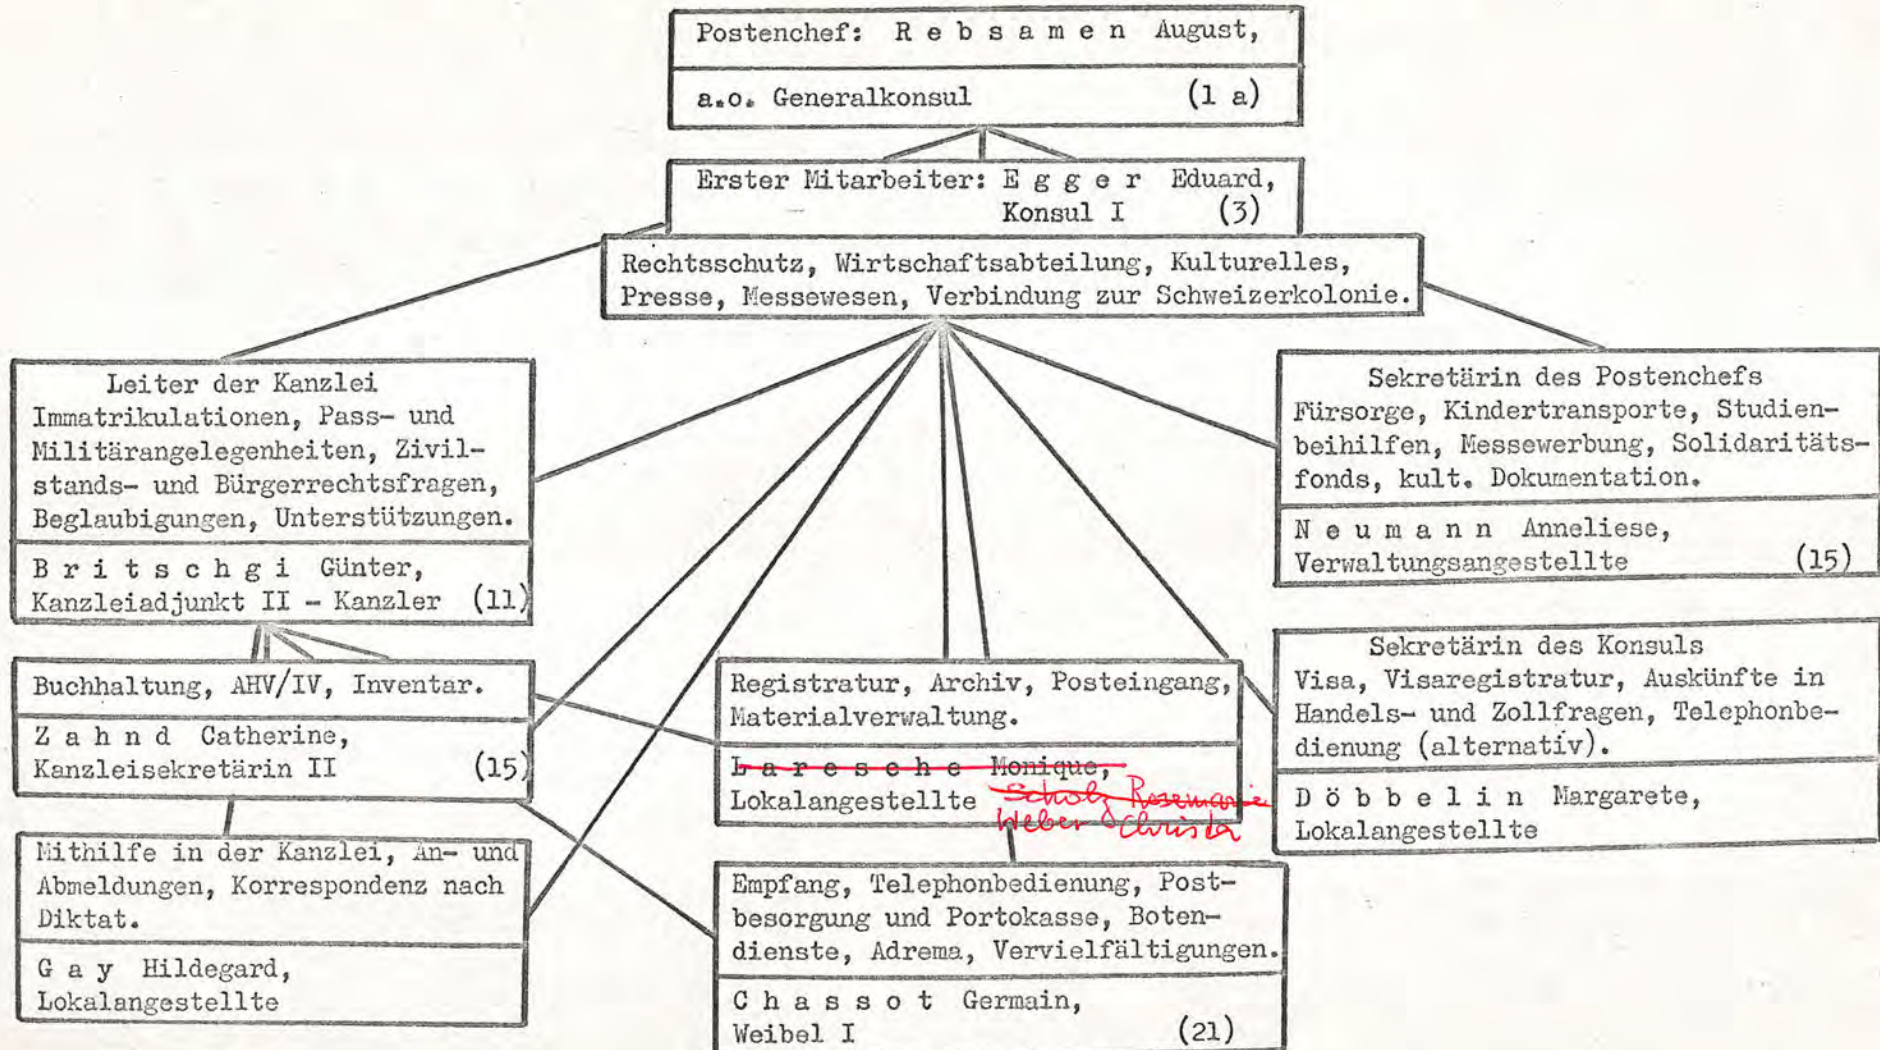 Postenchef: R e b s a m e n August,
a.o. Generalkonsul (1 a)
Erster Mitarbeiter: E g g e r Eduard,
Konsul I (3)
Rechtsschutz, Wirtschaftsabteilung, Kulturelles,
Presse, Messewesen, Verbindung zur Schweizerkolonie.
Leiter der Kanzlei
Immatrikulationen, Pass- und
Militärangelegenheiten, Zivil-
stands- und Bürgerrechtsfragen,
Beglaubigungen, Unterstützungen.
B r i t s c h g i Günter,
Kanzleiadjunkt II - Kanzler (11)
Buchhaltung, AHV/IV, Inventar.
Z a h n d Catherine,
Kanzleisekretärin II (15)
Mithilfe in der Kanzlei, An- und
Abmeldungen, Korrespondenz nach
Diktat.
G a y Hildegard,
Lokalangestellte
Registratur, Archiv, Posteingang,
Materialverwaltung.
L a r e s c h e Monique,
Lokalangestellte Scholz Rosemarie
Weber Christa
Empfang, Telephonbedienung, Post-
besorgung und Portokasse, Boten-
dienste, Adrema, Vervielfältigungen.
C h a s s o t Germain,
Weibel I (21)
Sekretärin des Postenchefs
Fürsorge, Kindertransporte, Studien-
beihilfen, Messewerbung, Solidaritäts-
fonds, kult. Dokumentation.
N e u m a n n Anneliese,
Verwaltungsangestellte (15)
Sekretärin des Konsuls
Visa, Visaregistratur, Auskünfte in
Handels- und Zollfragen, Telephonbe-
dienung (alternativ).
D ö b b e l i n Margarete,
Lokalangestellte